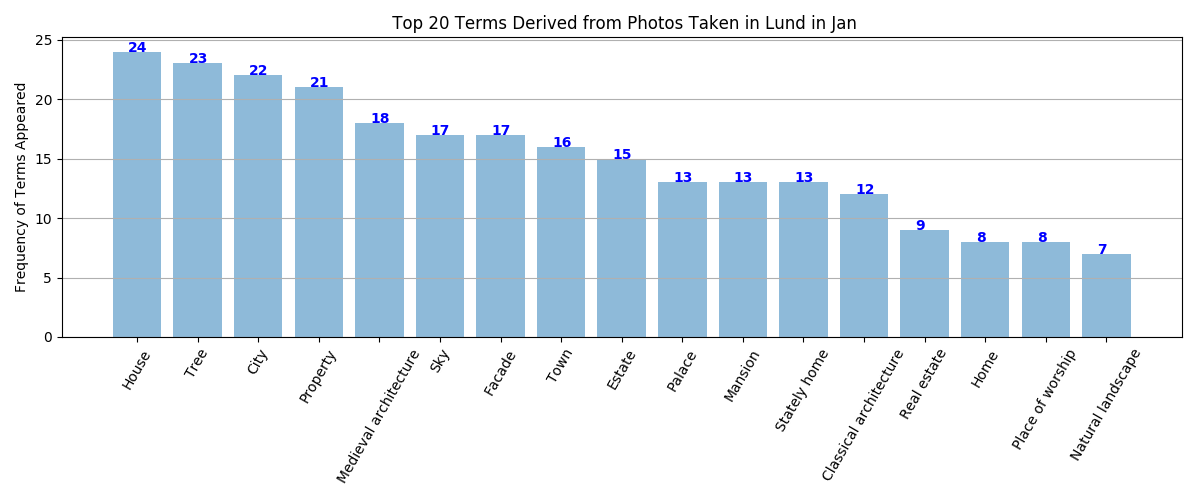 Top 20 Terms Derived from Photos Taken in Lund in Jan
Frequency of Terms Appeared
25
20
15
10
5
0
24
23
22
21
18
17
17
16
15
13
13
13
12
9
8
8
7
House
Tree
City
Property
Medieval architecture
Sky
Facade
Town
Estate
Palace
Mansion
Stately home
Classical architecture
Real estate
Home
Place of worship
Natural landscape